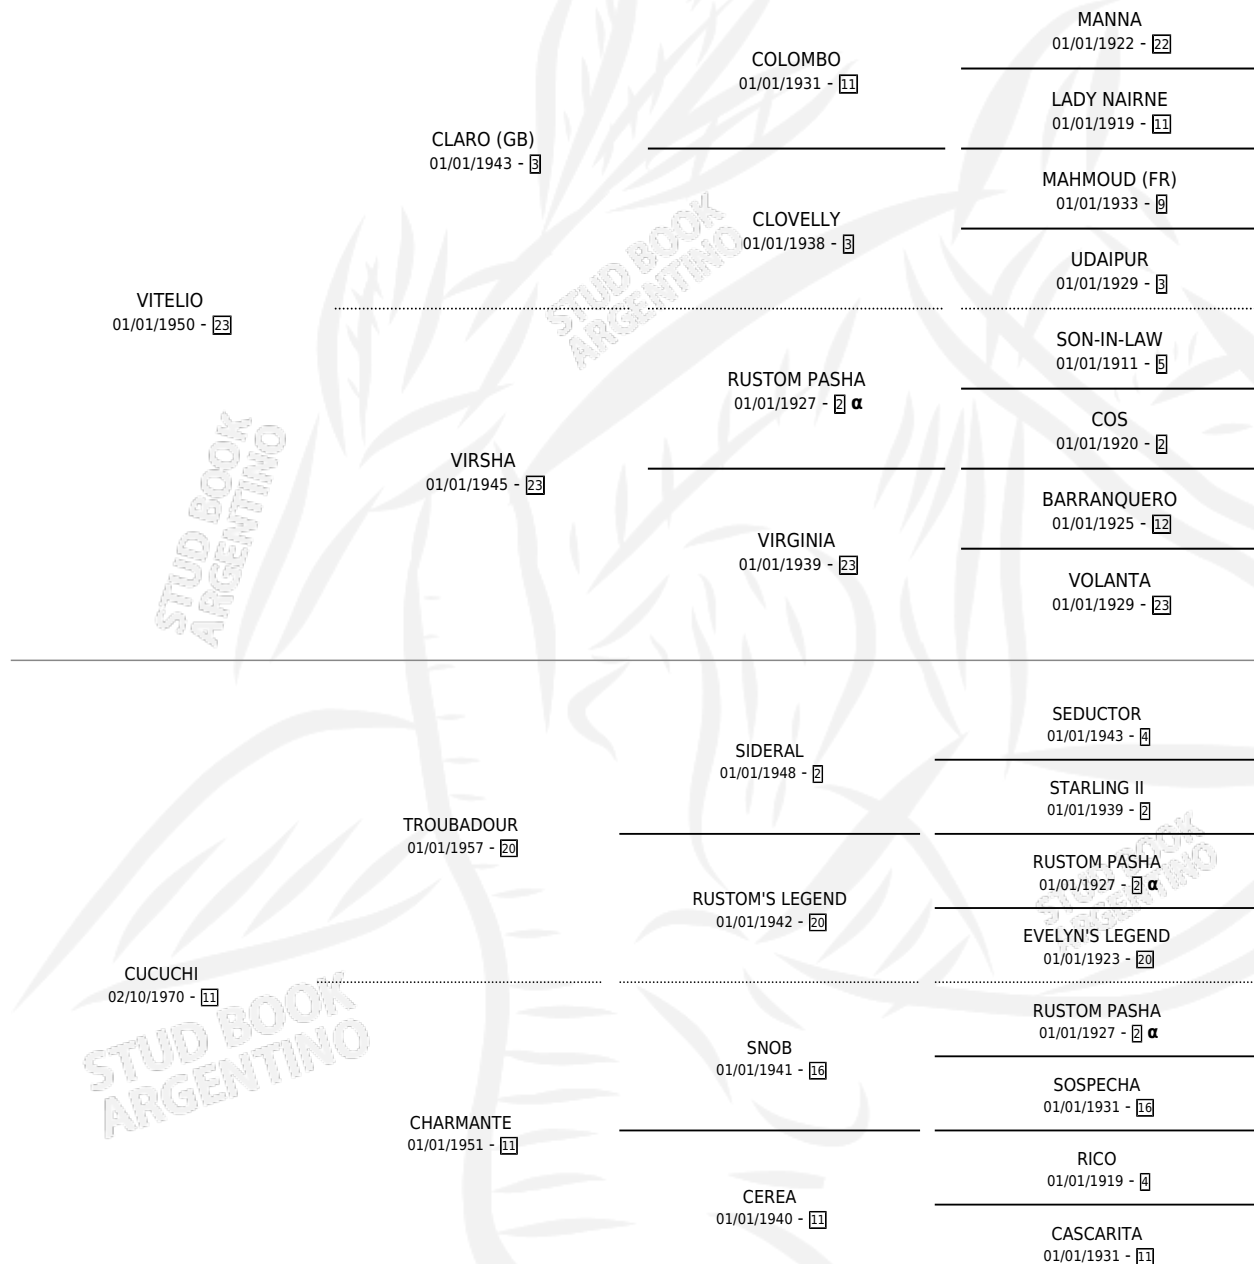 MANNA
01/01/1922 - 22
COLOMBO
01/01/1931 - 11
LADY NAIRNE
01/01/1919 - 11
CLARO (GB)
01/01/1943 - 3
MAHMOUD (FR)
01/01/1933 - 9
CLOVELLY
01/01/1938 - 3
UDAIPUR
01/01/1929 - 3
VITELIO
01/01/1950 - 23
STUD BOOK
ARGENTINO
SON-IN-LAW
01/01/1911 - 5
RUSTOM PASHA
01/01/1927 - 2 α
COS
01/01/1920 - 2
VIRSHA
01/01/1945 - 23
BARRANQUERO
01/01/1925 - 12
VIRGINIA
01/01/1939 - 23
VOLANTA
01/01/1929 - 23
STUD BOOK
ARGENTINO
SEDUCTOR
01/01/1943 - 4
SIDERAL
01/01/1948 - 2
STARLING II
01/01/1939 - 2
TROUBADOUR
01/01/1957 - 20
RUSTOM PASHA
01/01/1927 - 2 α
RUSTOM'S LEGEND
01/01/1942 - 20
EVELYN'S LEGEND
01/01/1923 - 20
STUD BOOK
ARGENTINO
CUCUCHI
02/10/1970 - 11
RUSTOM PASHA
01/01/1927 - 2 α
SNOB
01/01/1941 - 16
SOSPECHA
01/01/1931 - 16
CHARMANTE
01/01/1951 - 11
RICO
01/01/1919 - 4
CEREA
01/01/1940 - 11
CASCARITA
01/01/1931 - 11
STUD BOOK
ARGENTINO